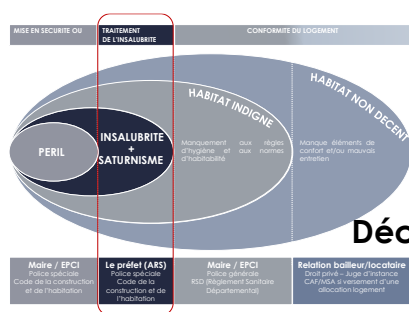 MISE EN SECURITE OU
TRAITEMENT
DE L'INSALUBRITE
CONFORMITE DU LOGEMENT
HABITAT INDIGNE
HABITAT NON DECENT
PERIL
INSALUBRITE
+
SATURNISME
Manquement aux règles
d'hygiène et aux normes
d'habitabilité
Manque éléments de
confort et/ou mauvais
entretien
Déc
Maire / EPCI
Police spéciale
Code de la construction
et de l'habitation
Le préfet (ARS)
Police spéciale
Code de la
construction et de
l'habitation
Maire / EPCI
Police générale
RSD (Règlement Sanitaire
Départemental)
Relation bailleur/locataire
Droit privé – Juge d'instance
CAF/MSA si versement d'une
allocation logement